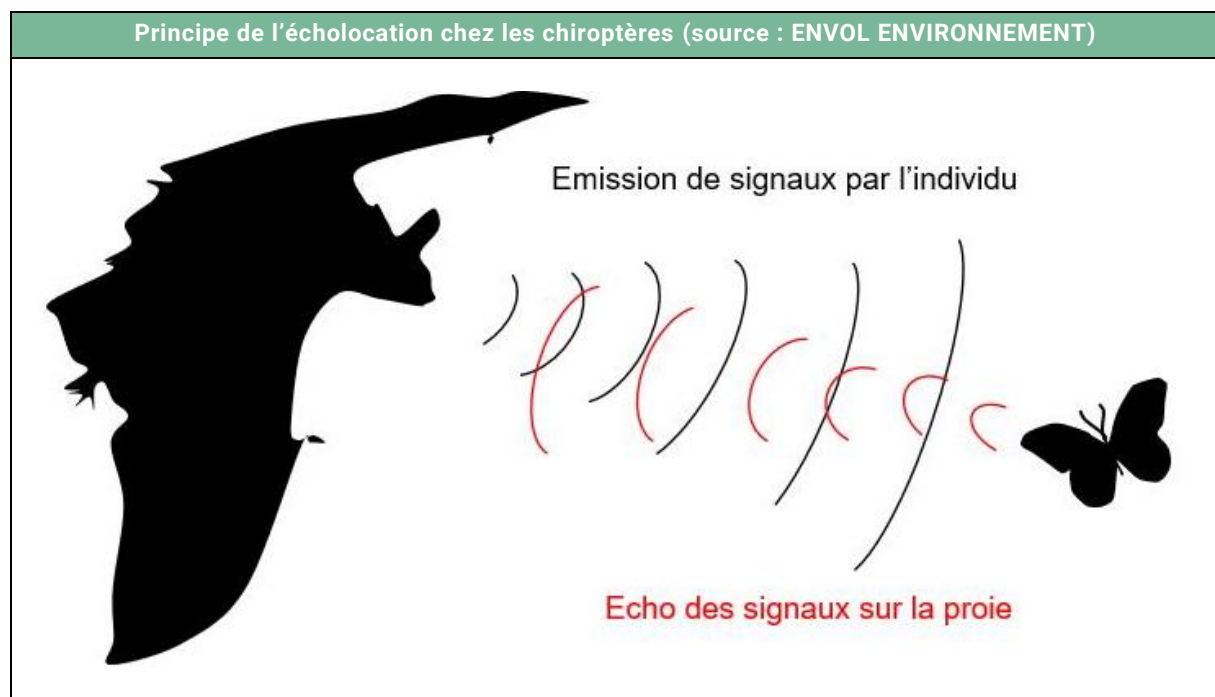 Principe de l’écholocation chez les chiroptères (source : ENVOL ENVIRONNEMENT)
Emission de signaux par l’individu
Echo des signaux sur la proie